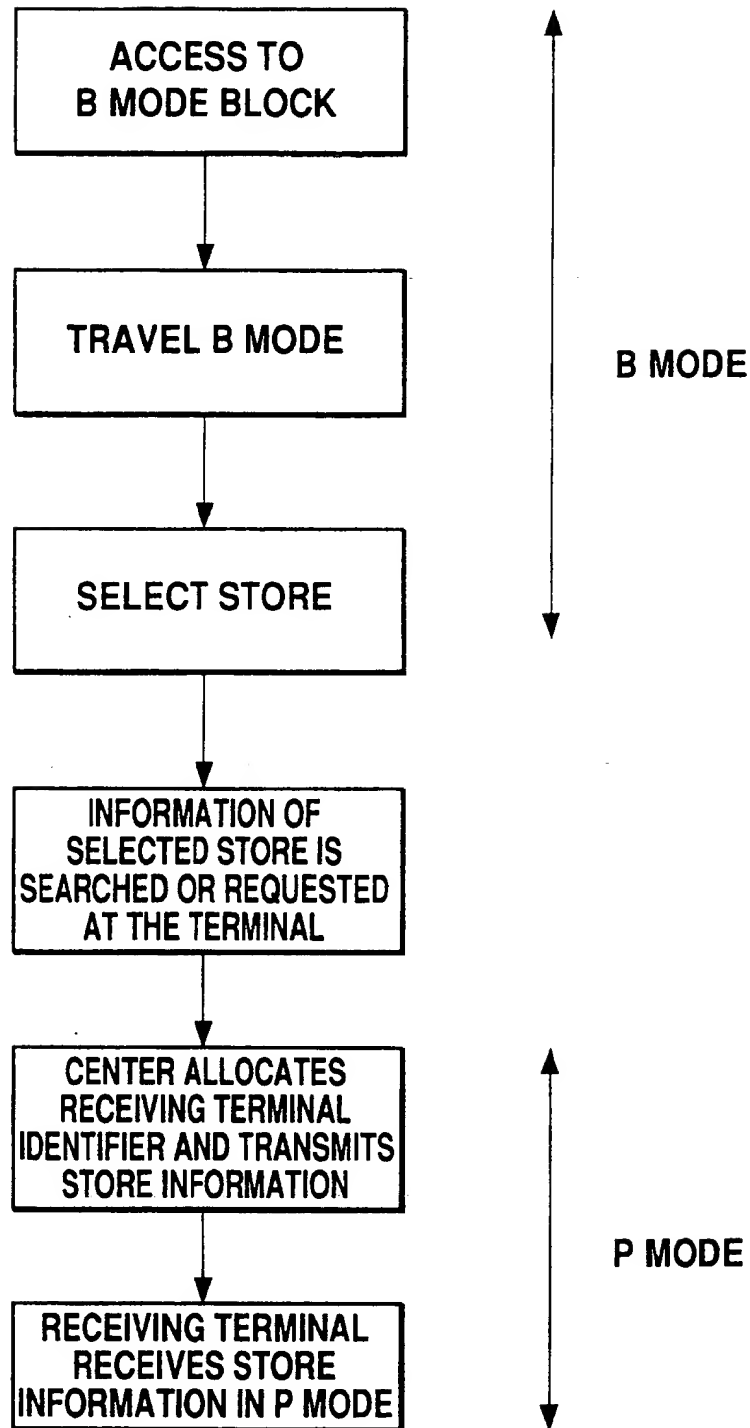 ACCESS TO
B MODE BLOCK
TRAVEL B MODE
B MODE
SELECT STORE
INFORMATION OF
SELECTED STORE IS
SEARCHED OR REQUESTED
AT THE TERMINAL
CENTER ALLOCATES
RECEIVING TERMINAL
IDENTIFIER AND TRANSMITS
STORE INFORMATION
P MODE
RECEIVING TERMINAL
RECEIVES STORE
INFORMATION IN P MODE